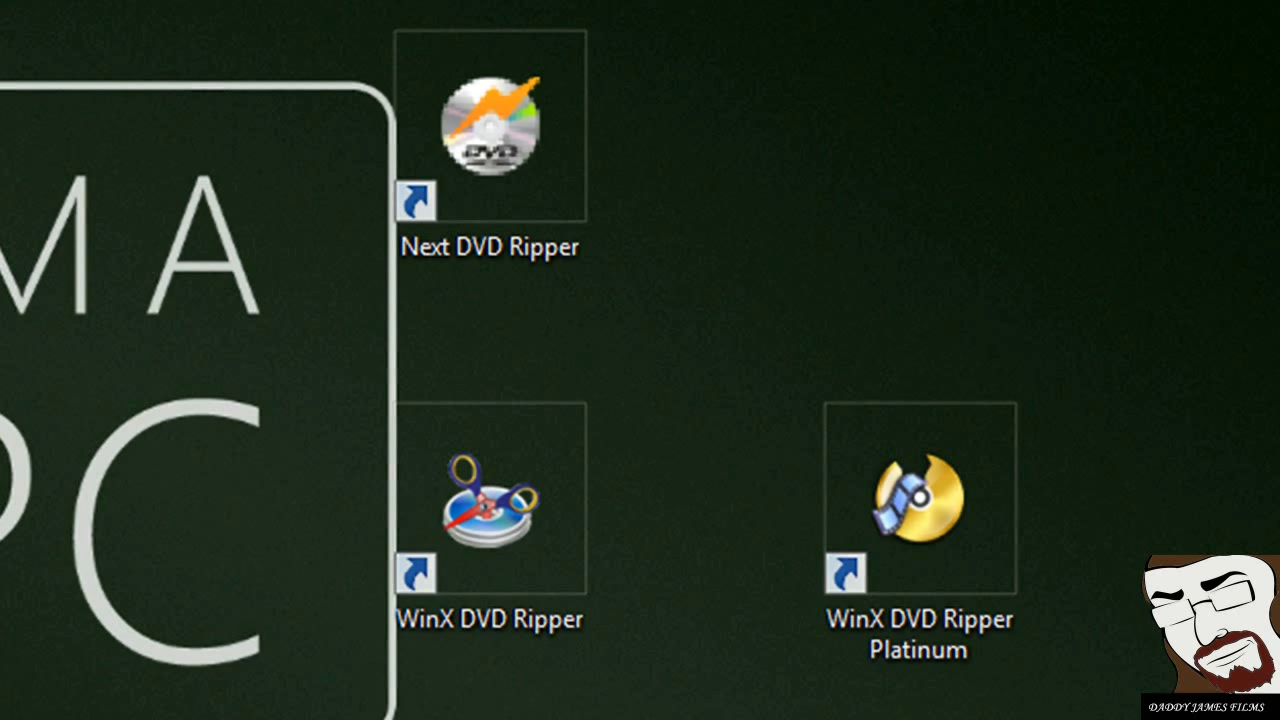 MA
PC
DVD
Next DVD Ripper
WinX DVD Ripper
WinX DVD Ripper
Platinum
DADDY JAMES FILMS